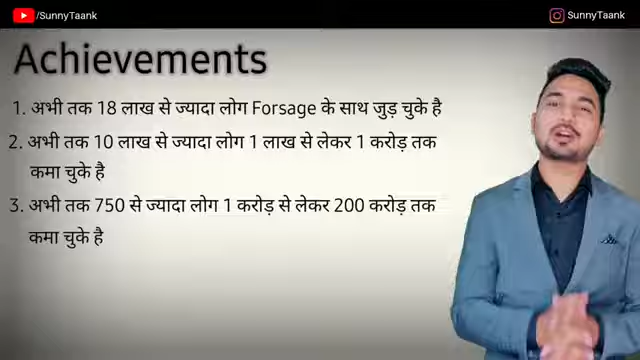 /SunnyTaank
SunnyTaank
Achievements
1. अभी तक 18 लाख से ज्यादा लोग Forsage के साथ जुड़ चुके है
2. अभी तक 10 लाख से ज्यादा लोग 1 लाख से लेकर 1 करोड़ तक
कमा चुके है
3. अभी तक 750 से ज्यादा लोग 1 करोड़ से लेकर 200 करोड़ तक
कमा चुके है